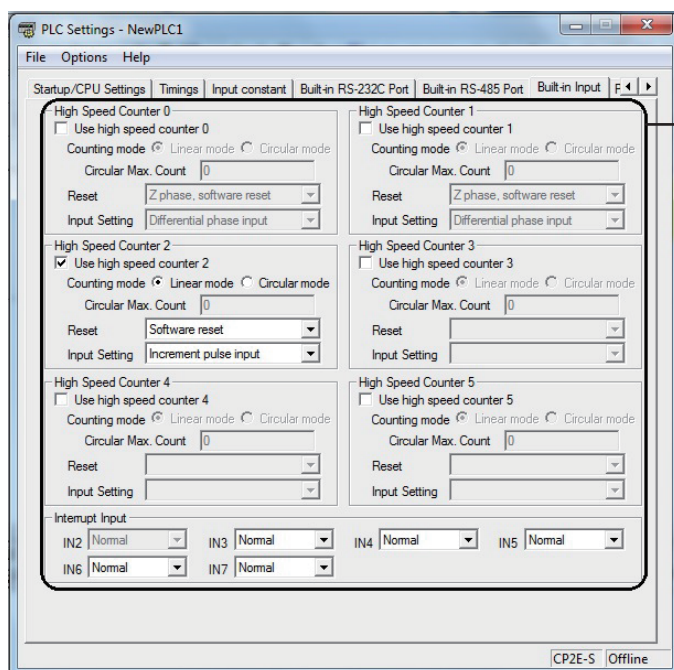 PLC Settings - NewPLC1
File Options Help
Startup/CPU Settings Timings Input constant Built-in RS-232C Port Built-in RS-485 Port Built-in Input
High Speed Counter 0
Use high speed counter 0
Counting mode Linear mode Circular mode
Circular Max. Count 0
Reset Z phase, software reset
Input Setting Differential phase input
High Speed Counter 1
Use high speed counter 1
Counting mode Linear mode Circular mode
Circular Max. Count 0
Reset Z phase, software reset
Input Setting Differential phase input
High Speed Counter 2
Use high speed counter 2
Counting mode Linear mode Circular mode
Circular Max. Count 0
Reset Software reset
Input Setting Increment pulse input
High Speed Counter 3
Use high speed counter 3
Counting mode Linear mode Circular mode
Circular Max. Count 0
Reset
Input Setting
High Speed Counter 4
Use high speed counter 4
Counting mode Linear mode Circular mode
Circular Max. Count 0
Reset
Input Setting
High Speed Counter 5
Use high speed counter 5
Counting mode Linear mode Circular mode
Circular Max. Count 0
Reset
Input Setting
Interrupt Input
IN2 Normal IN3 Normal IN4 Normal IN5 Normal
IN6 Normal IN7 Normal
CP2E-S Offline